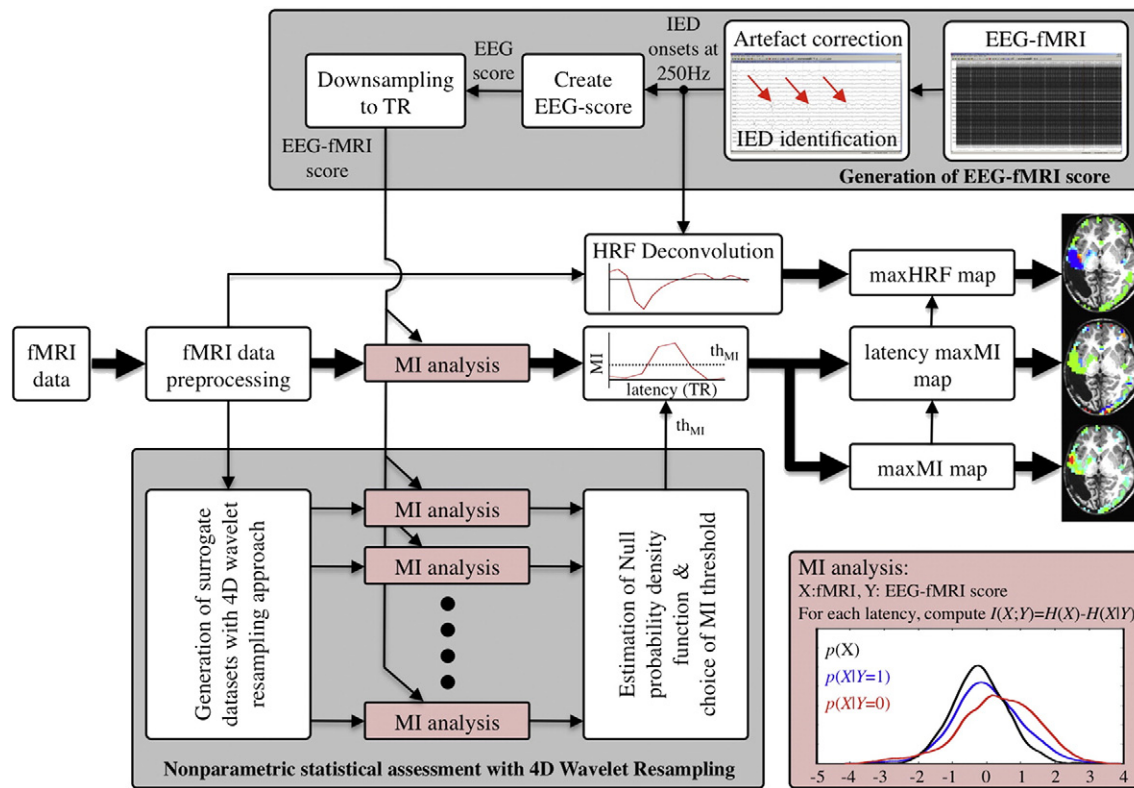 IED
onsets at
250Hz
EEG
score
Artefact correction
IED identification
EEG-fMRI
Downsampling
to TR
Create
EEG-score
EEG-fMRI
score
Generation of EEG-fMRI score
HRF Deconvolution
maxHRF map
fMRI
data
fMRI data
preprocessing
MI analysis
MI
th_MI
latency (TR)
latency maxMI
map
th_MI
maxMI map
Generation of surrogate
datasets with 4D wavelet
resampling approach
MI analysis
MI analysis
MI analysis
Estimation of Null
probability density
function &
choice of MI threshold
Nonparametric statistical assessment with 4D Wavelet Resampling
MI analysis:
X:fMRI, Y: EEG-fMRI score
For each latency, compute I(X;Y)=H(X)-H(X|Y)
p(X)
p(X|Y=1)
p(X|Y=0)
-5 -4 -3 -2 -1 0 1 2 3 4